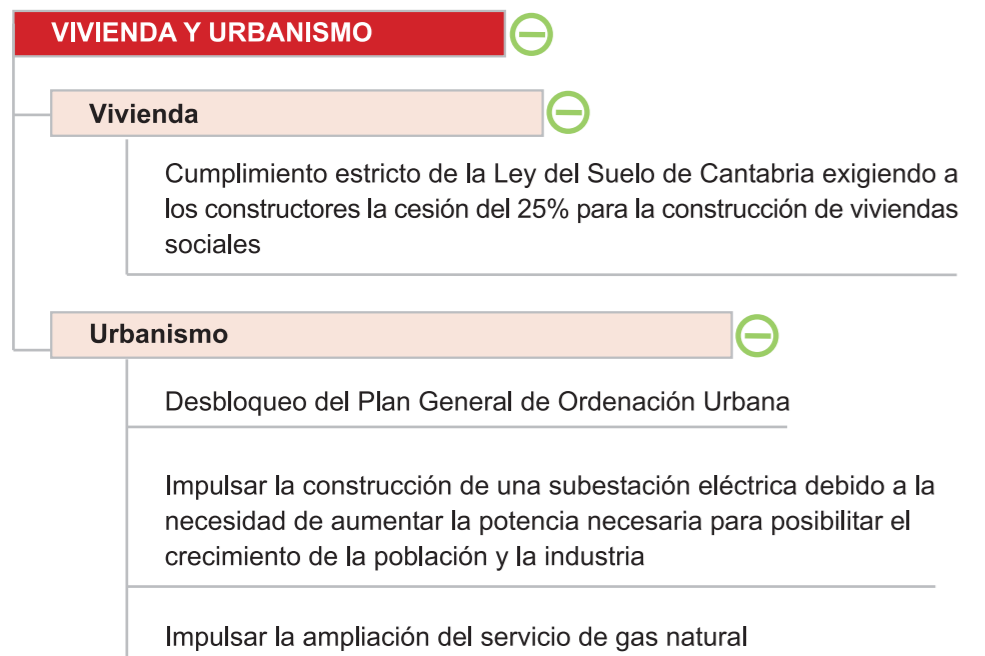 VIVIENDA Y URBANISMO
Vivienda
Cumplimiento estricto de la Ley del Suelo de Cantabria exigiendo a
los constructores la cesión del 25% para la construcción de viviendas
sociales
Urbanismo
Desbloqueo del Plan General de Ordenación Urbana
Impulsar la construcción de una subestación eléctrica debido a la
necesidad de aumentar la potencia necesaria para posibilitar el
crecimiento de la población y la industria
Impulsar la ampliación del servicio de gas natural